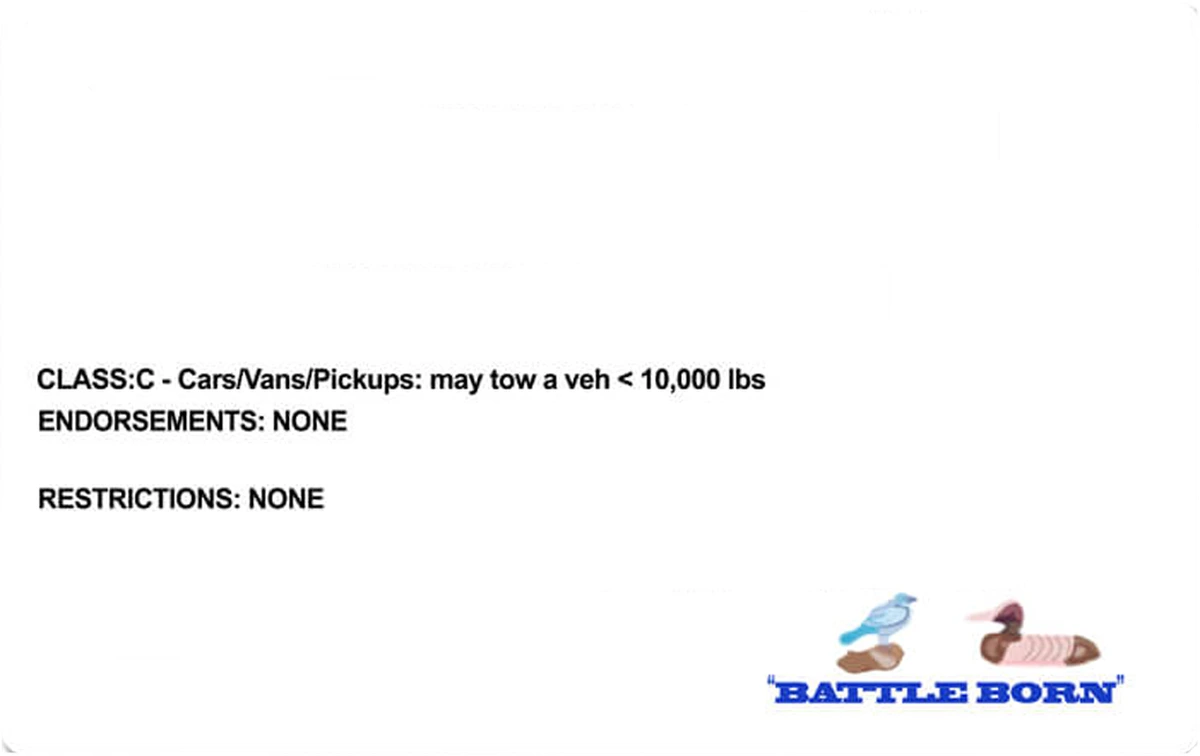 CLASS:C - Cars/Vans/Pickups: may tow a veh < 10,000 lbs
ENDORSEMENTS: NONE
RESTRICTIONS: NONE
"BATTLE BORN"